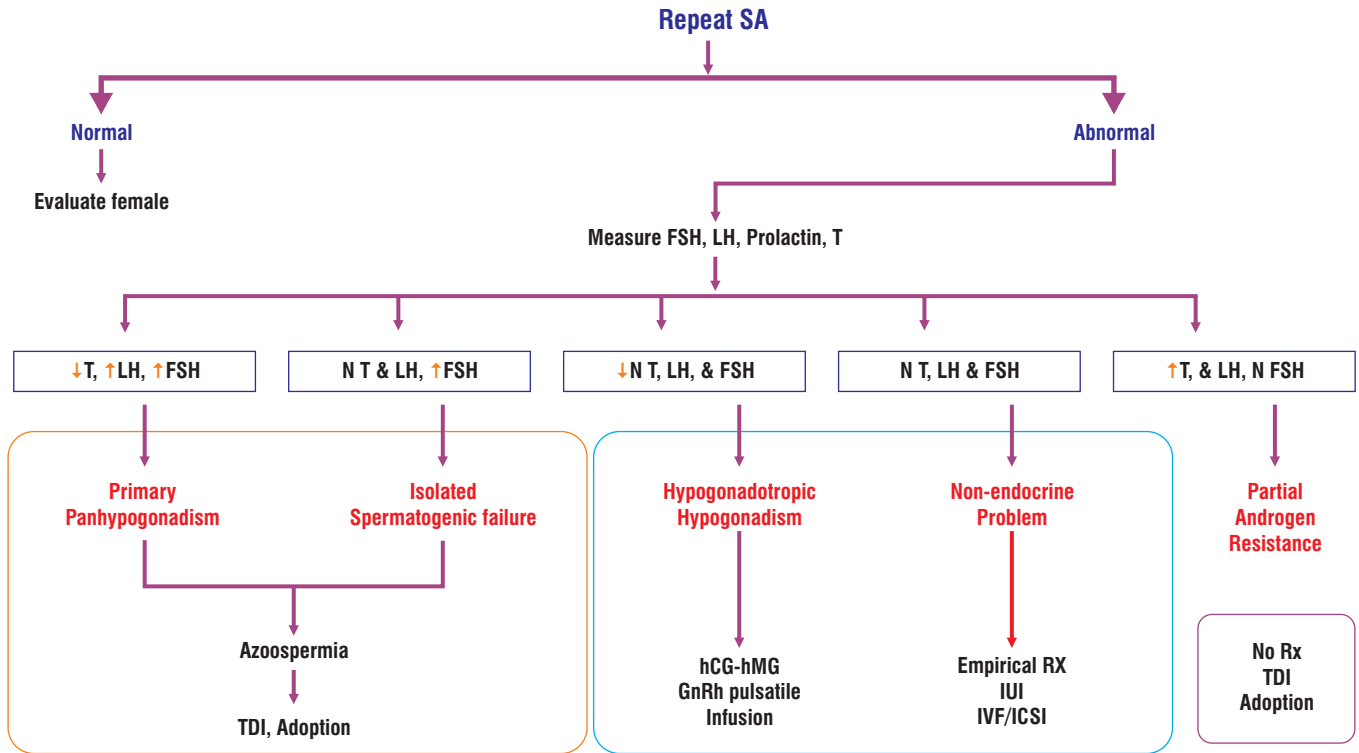 Repeat SA
Normal
Abnormal
Evaluate female
Measure FSH, LH, Prolactin, T
↓T, ↑LH, ↑FSH
N T & LH, ↑FSH
↓N T, LH, & FSH
N T, LH & FSH
↑T, & LH, N FSH
Primary
Panhypogonadism
Isolated
Spermatogenic failure
Hypogonadotropic
Hypogonadism
Non-endocrine
Problem
Partial
Androgen
Resistance
Azoospermia
TDI, Adoption
hCG-hMG
GnRh pulsatile
Infusion
Empirical RX
IUI
IVF/ICSI
No Rx
TDI
Adoption